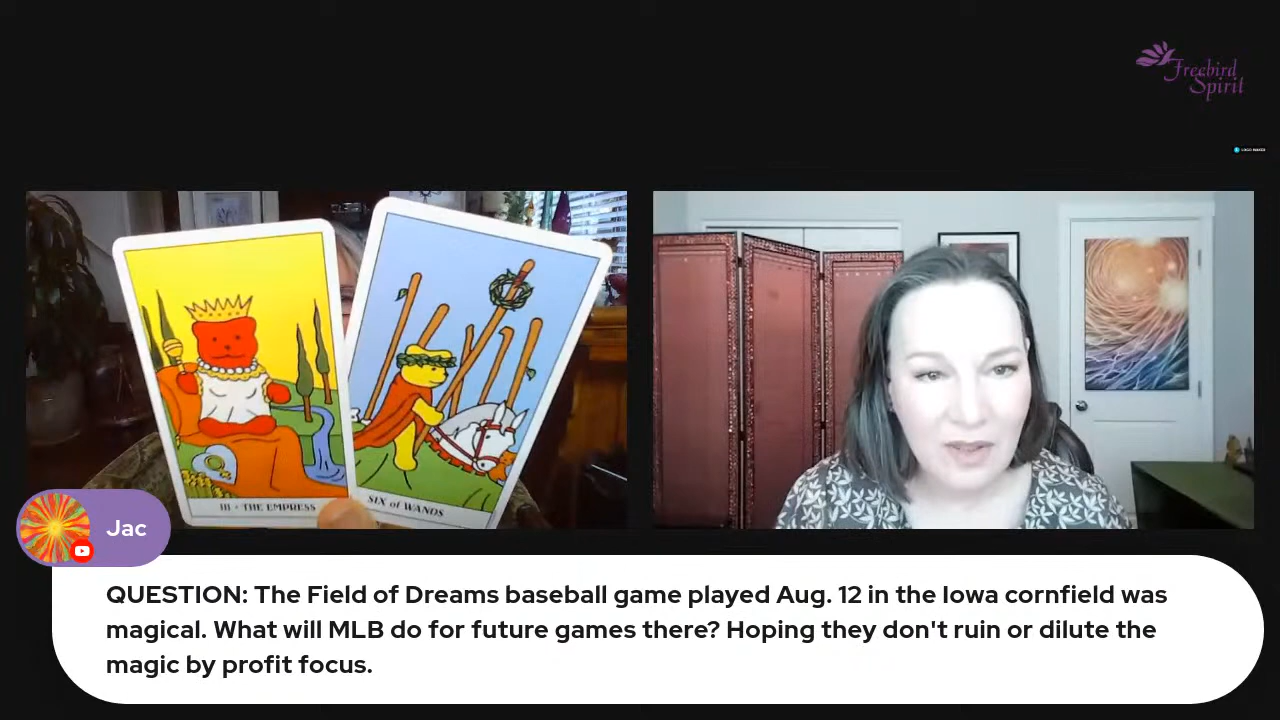 Freebird
Spirit
LOGO MAKER
III • THE EMPRESS
SIX of WANDS
Jac
QUESTION: The Field of Dreams baseball game played Aug. 12 in the Iowa cornfield was
magical. What will MLB do for future games there? Hoping they don't ruin or dilute the
magic by profit focus.